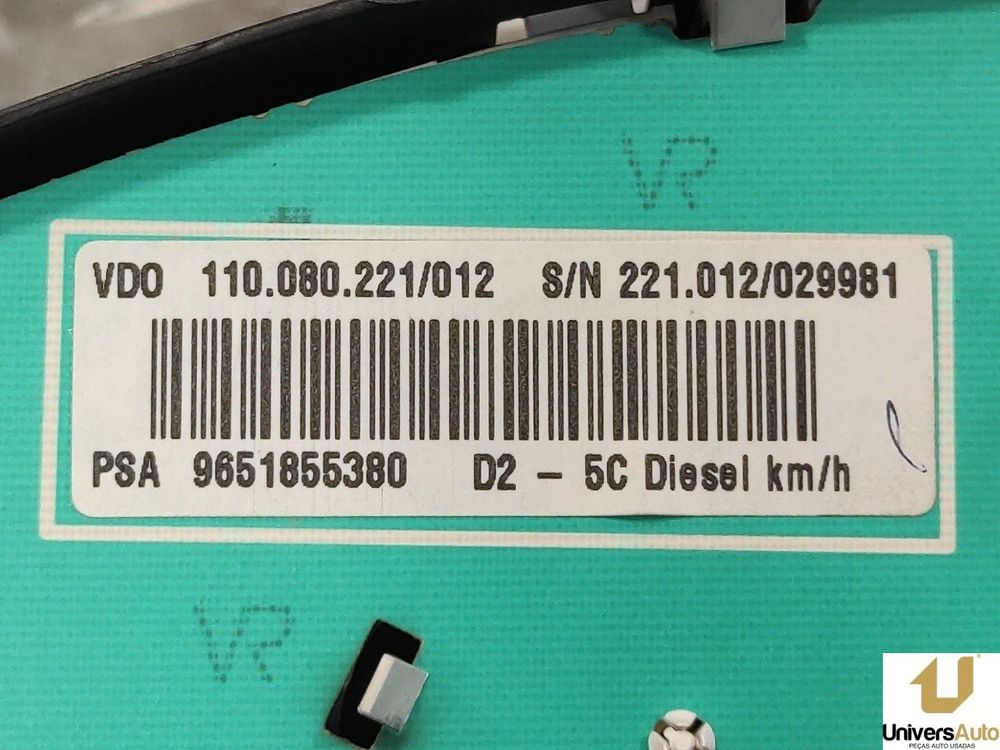 VR
VDO 110.080.221/012 S/N 221.012/029981
PSA 9651855380 D2 - 5C Diesel km/h
VR
UniversAuto
PEÇAS AUTO USADAS